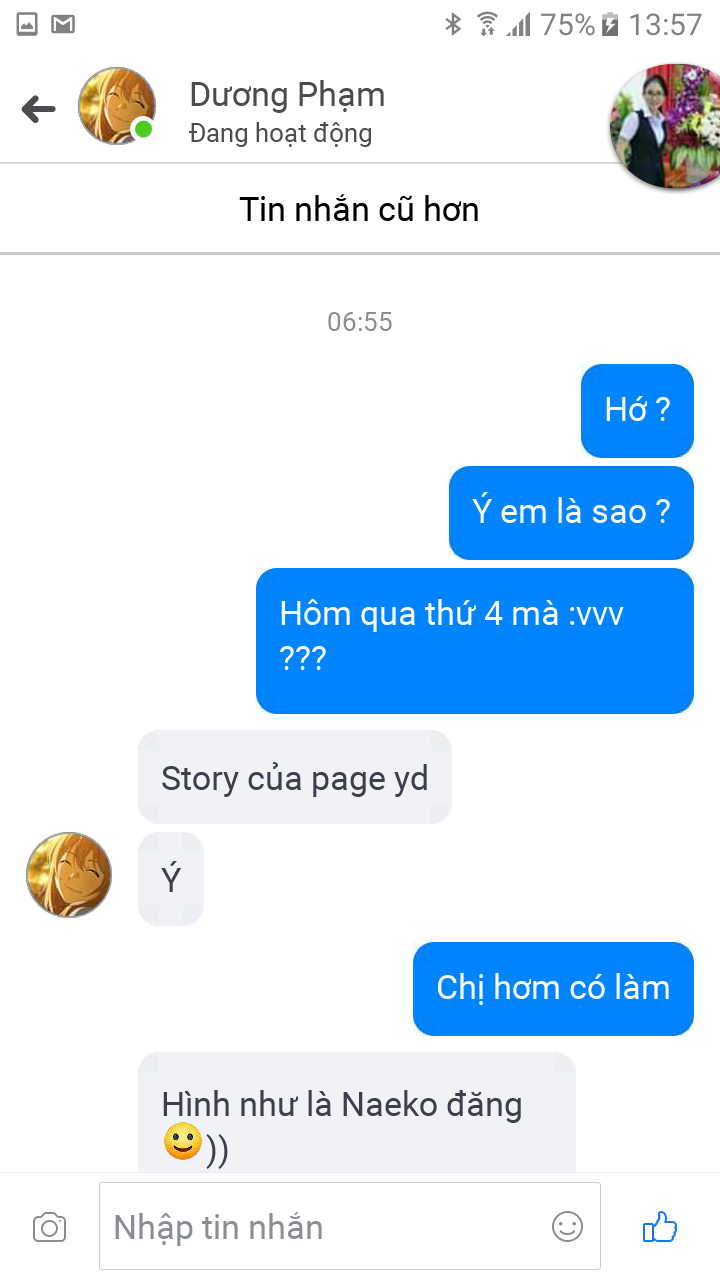 75% 13:57
Dương Phạm
Đang hoạt động
Tin nhắn cũ hơn
06:55
Hớ ?
Ý em là sao ?
Hôm qua thứ 4 mà :vvv
???
Story của page yd
Ý
Chị hơm có làm
Hình như là Naeko đăng
🙂))
Nhập tin nhắn